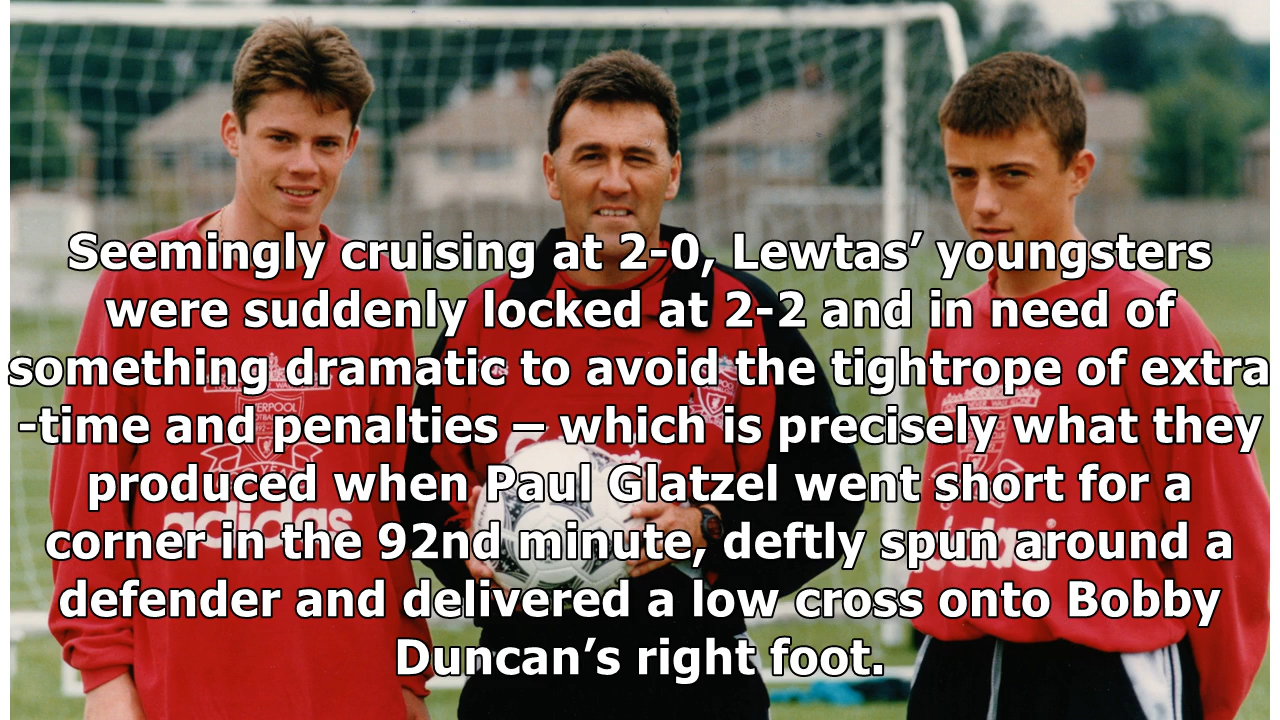 Seemingly cruising at 2-0, Lewtas’ youngsters
were suddenly locked at 2-2 and in need of
something dramatic to avoid the tightrope of extra
-time and penalties – which is precisely what they
produced when Paul Glatzel went short for a
corner in the 92nd minute, deftly spun around a
defender and delivered a low cross onto Bobby
Duncan’s right foot.
adidas